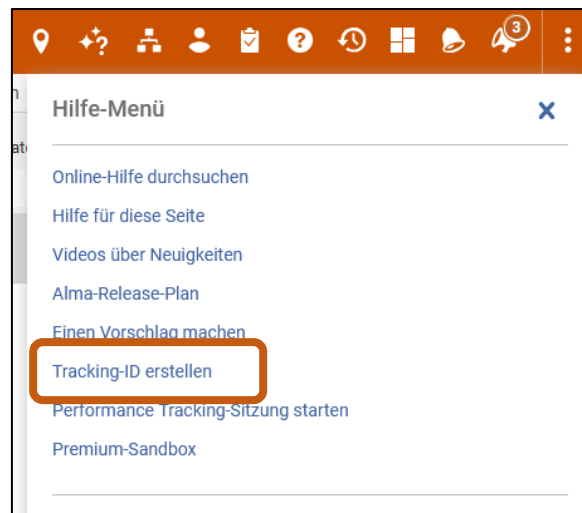 3
n
Hilfe-Menü
at
Online-Hilfe durchsuchen
Hilfe für diese Seite
Videos über Neuigkeiten
Alma-Release-Plan
Einen Vorschlag machen
Tracking-ID erstellen
Performance Tracking-Sitzung starten
Premium-Sandbox